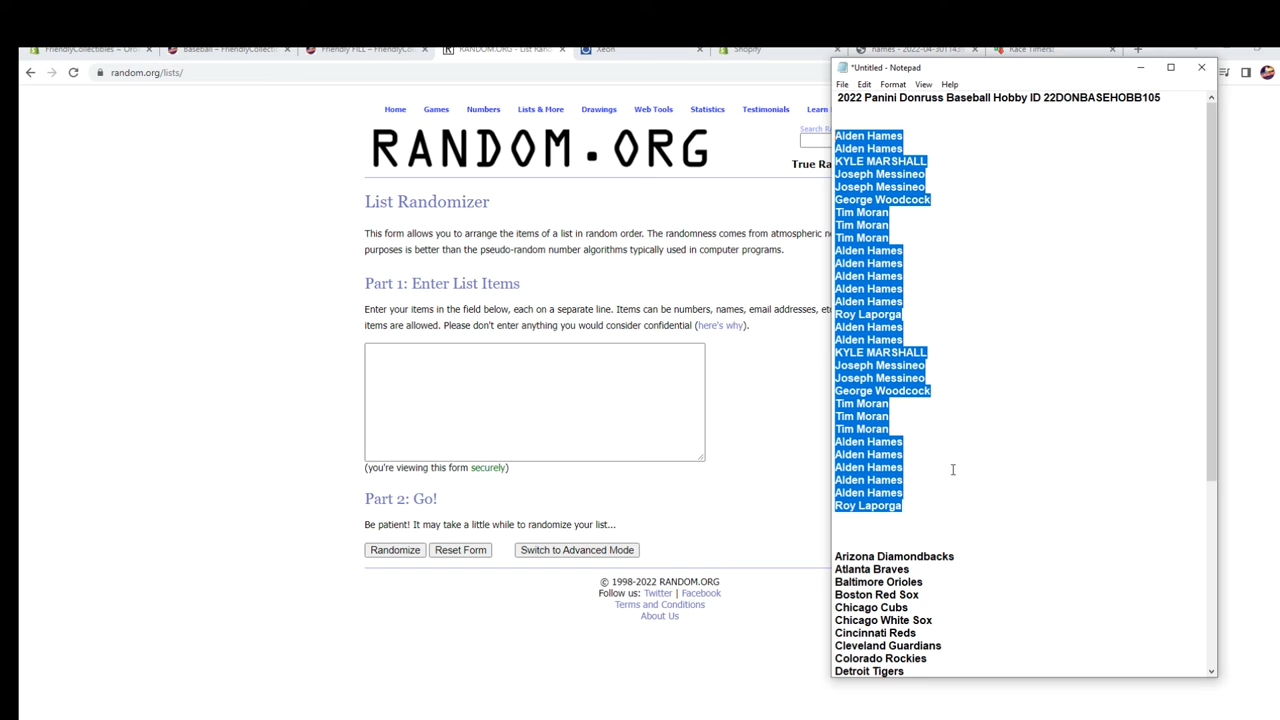 FriendlyCollectibles ~ Ord
Baseball – FriendlyCollecti
Friendly FILL – FriendlyCol
RANDOM.ORG - List Rand
Xeon
Shopify
names - 2022-04-30T143
Race Timers!
random.org/lists/
*Untitled - Notepad
File Edit Format View Help
Home Games Numbers Lists & More Drawings Web Tools Statistics Testimonials Learn
RANDOM.ORG
Search R
True Ra
List Randomizer
This form allows you to arrange the items of a list in random order. The randomness comes from atmospheric n
purposes is better than the pseudo-random number algorithms typically used in computer programs.
Part 1: Enter List Items
Enter your items in the field below, each on a separate line. Items can be numbers, names, email addresses, etc
items are allowed. Please don't enter anything you would consider confidential (here's why).
(you're viewing this form securely)
Part 2: Go!
Be patient! It may take a little while to randomize your list...
Randomize Reset Form Switch to Advanced Mode
© 1998-2022 RANDOM.ORG
Follow us: Twitter | Facebook
Terms and Conditions
About Us
2022 Panini Donruss Baseball Hobby ID 22DONBASEHOBB105
Alden Hames
Alden Hames
KYLE MARSHALL
Joseph Messineo
Joseph Messineo
George Woodcock
Tim Moran
Tim Moran
Tim Moran
Alden Hames
Alden Hames
Alden Hames
Alden Hames
Alden Hames
Roy Laporga
Alden Hames
Alden Hames
KYLE MARSHALL
Joseph Messineo
Joseph Messineo
George Woodcock
Tim Moran
Tim Moran
Tim Moran
Alden Hames
Alden Hames
Alden Hames
Alden Hames
Alden Hames
Roy Laporga
Arizona Diamondbacks
Atlanta Braves
Baltimore Orioles
Boston Red Sox
Chicago Cubs
Chicago White Sox
Cincinnati Reds
Cleveland Guardians
Colorado Rockies
Detroit Tigers